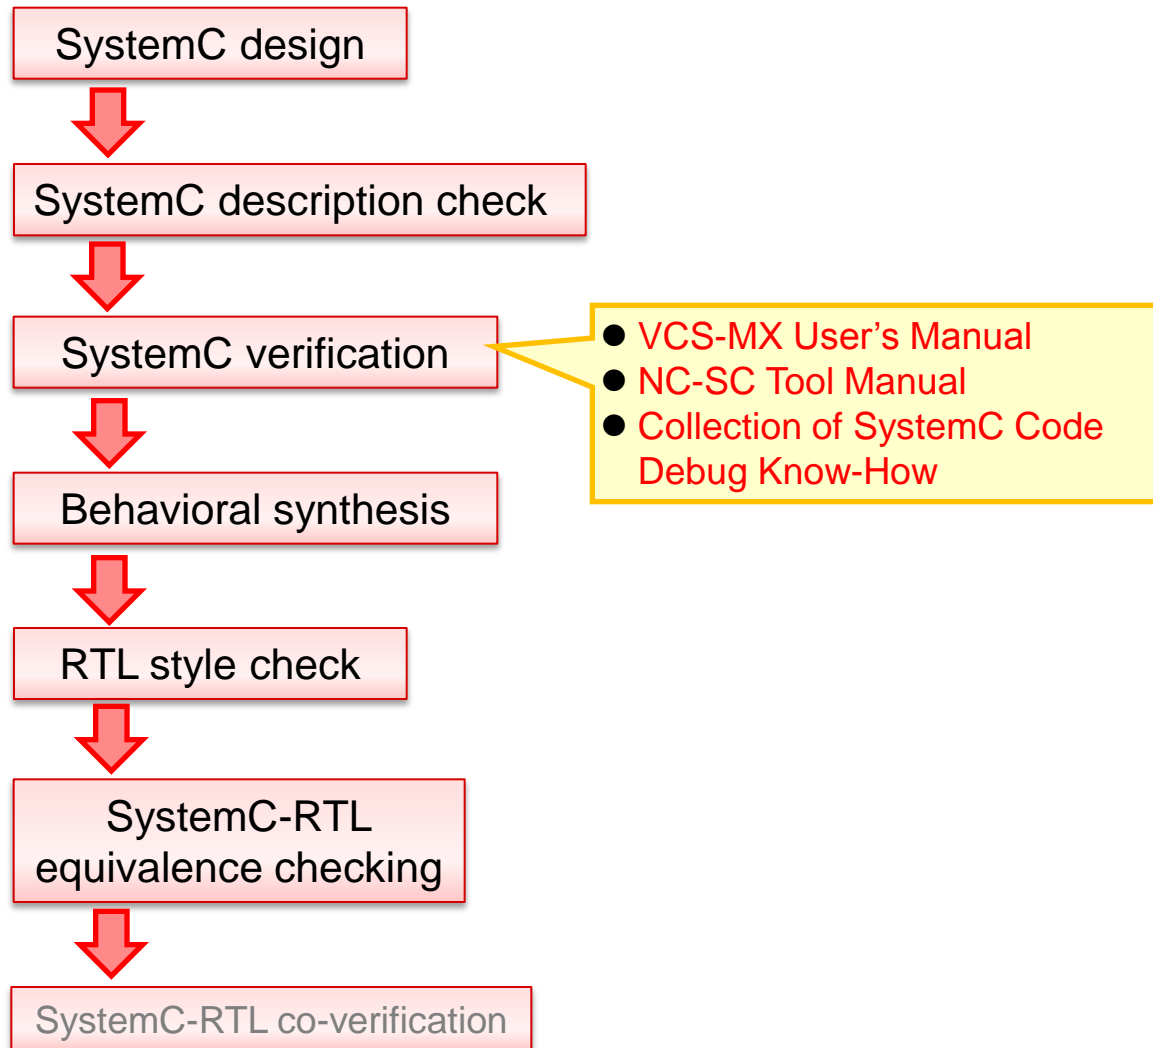 SystemC design
SystemC description check
SystemC verification
● VCS-MX User’s Manual
● NC-SC Tool Manual
● Collection of SystemC Code
Debug Know-How
Behavioral synthesis
RTL style check
SystemC-RTL
equivalence checking
SystemC-RTL co-verification